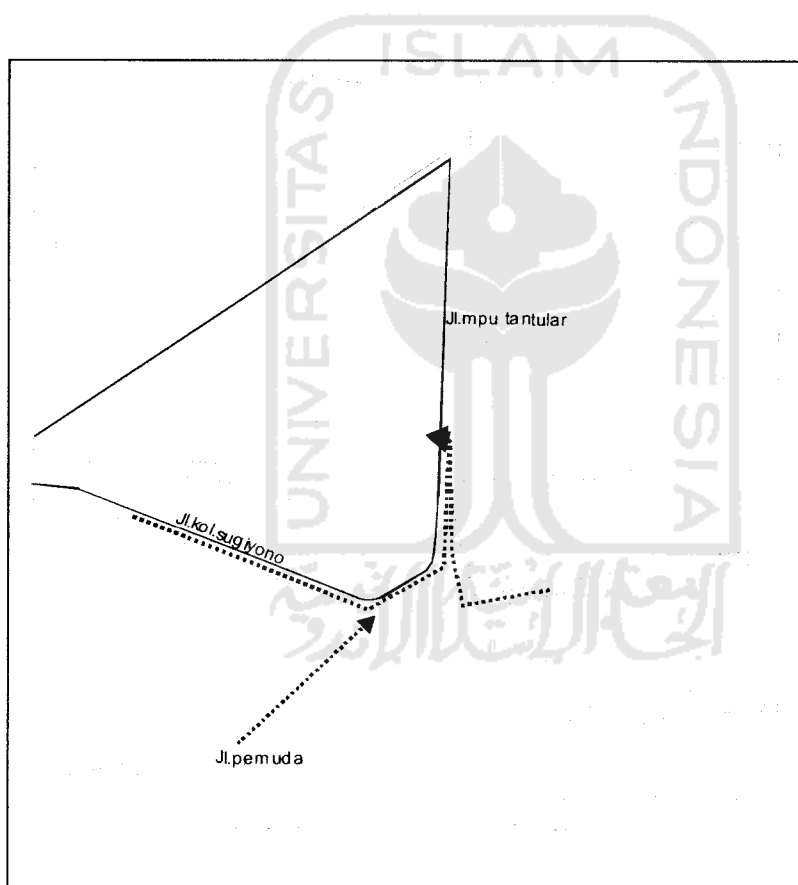 ISLAM
UNIVERSITAS
INDONESIA
Jl.mpu tantular
Jl.kol.sugiyono
Jl.pemuda